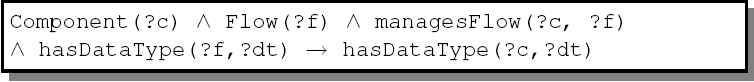 Component(?c) ∧ Flow(?f) ∧ managesFlow(?c, ?f)
∧ hasDataType(?f,?dt) → hasDataType(?c,?dt)